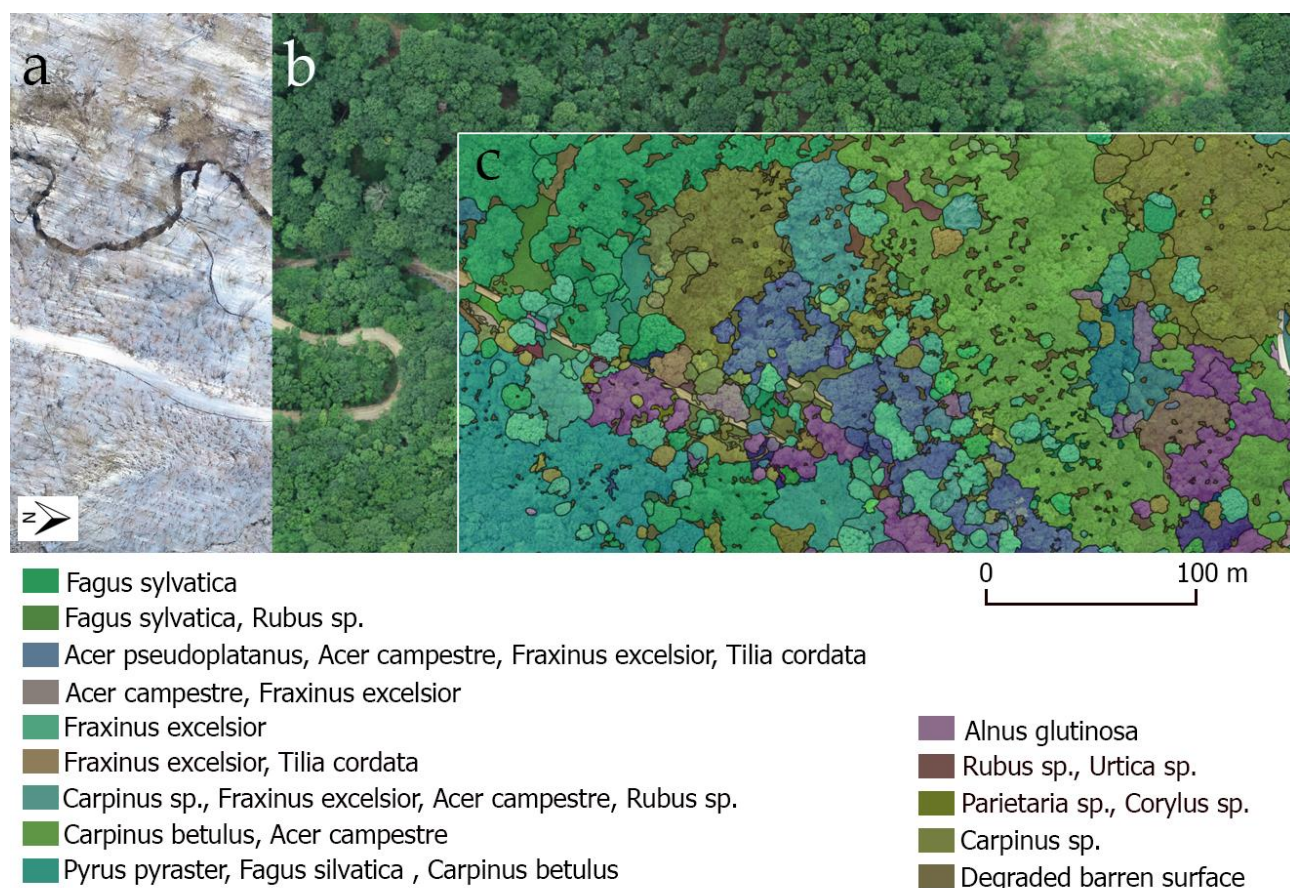 a
b
c
N
0 100 m
Fagus sylvatica
Fagus sylvatica, Rubus sp.
Acer pseudoplatanus, Acer campestre, Fraxinus excelsior, Tilia cordata
Acer campestre, Fraxinus excelsior
Fraxinus excelsior
Fraxinus excelsior, Tilia cordata
Carpinus sp., Fraxinus excelsior, Acer campestre, Rubus sp.
Carpinus betulus, Acer campestre
Pyrus pyraster, Fagus silvatica , Carpinus betulus
Alnus glutinosa
Rubus sp., Urtica sp.
Parietaria sp., Corylus sp.
Carpinus sp.
Degraded barren surface